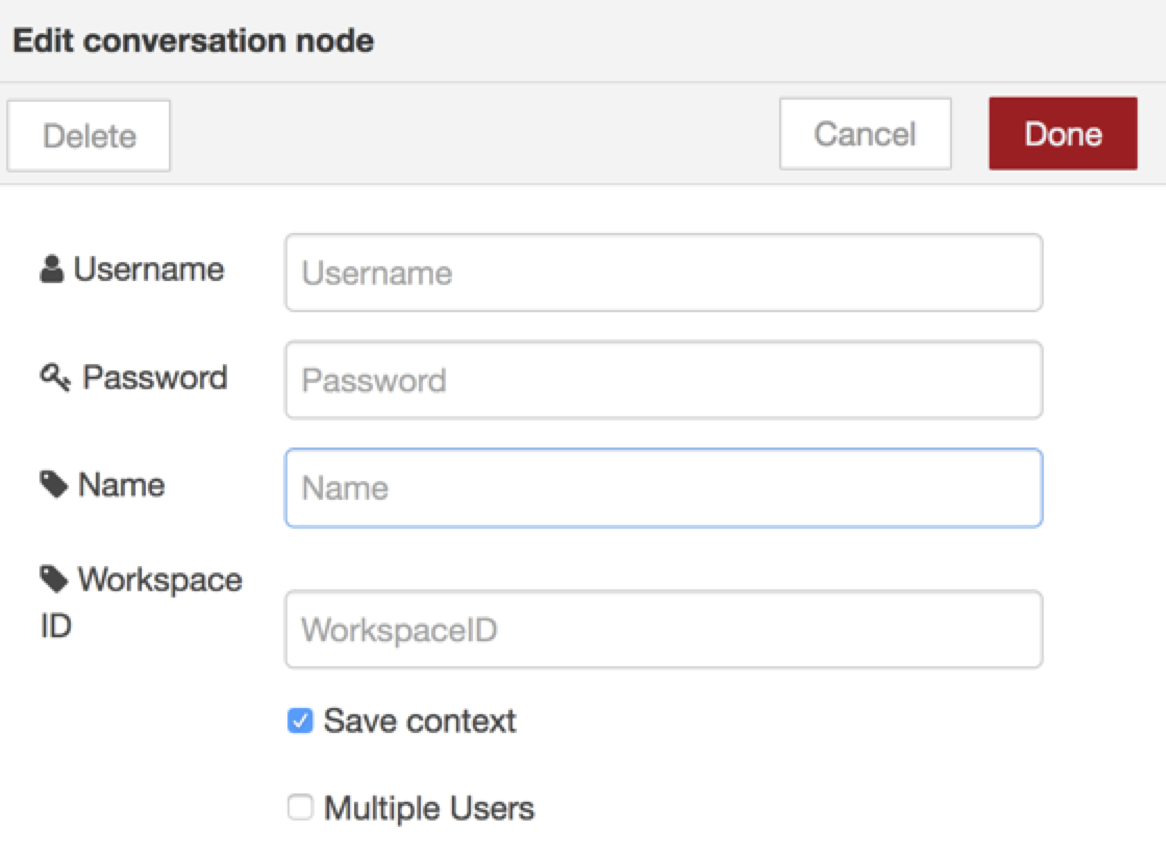 Edit conversation node
Delete Cancel Done
Username Username
Password Password
Name Name
Workspace
ID WorkspaceID
Save context
Multiple Users